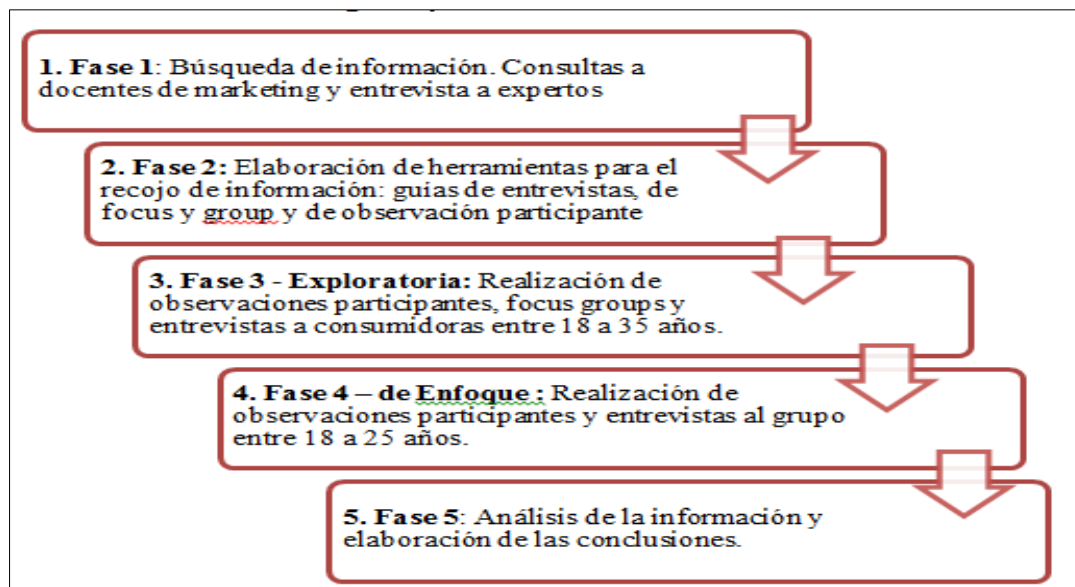 1. Fase 1: Búsqueda de información. Consultas a
docentes de marketing y entrevista a expertos
2. Fase 2: Elaboración de herramientas para el
recojo de información: guías de entrevistas, de
focus y group y de observación participante
3. Fase 3 - Exploratoria: Realización de
observaciones participantes, focus groups y
entrevistas a consumidoras entre 18 a 35 años.
4. Fase 4 – de Enfoque : Realización de
observaciones participantes y entrevistas al grupo
entre 18 a 25 años.
5. Fase 5: Análisis de la información y
elaboración de las conclusiones.